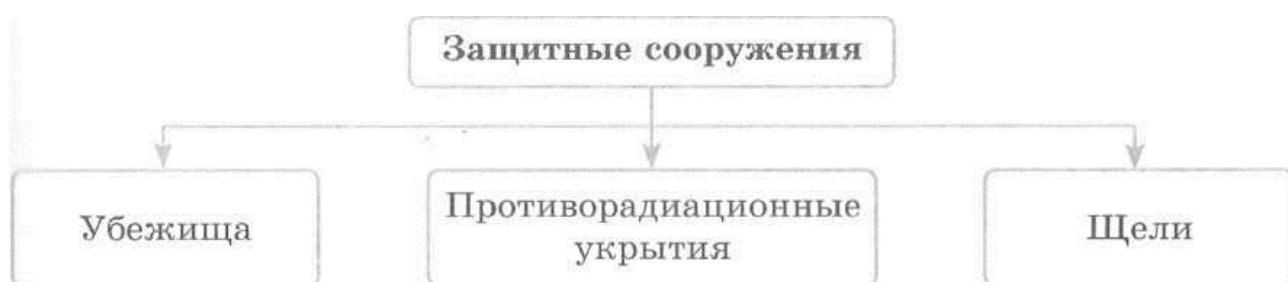 Защитные сооружения
Убежища
Противорадиационные
укрытия
Щели